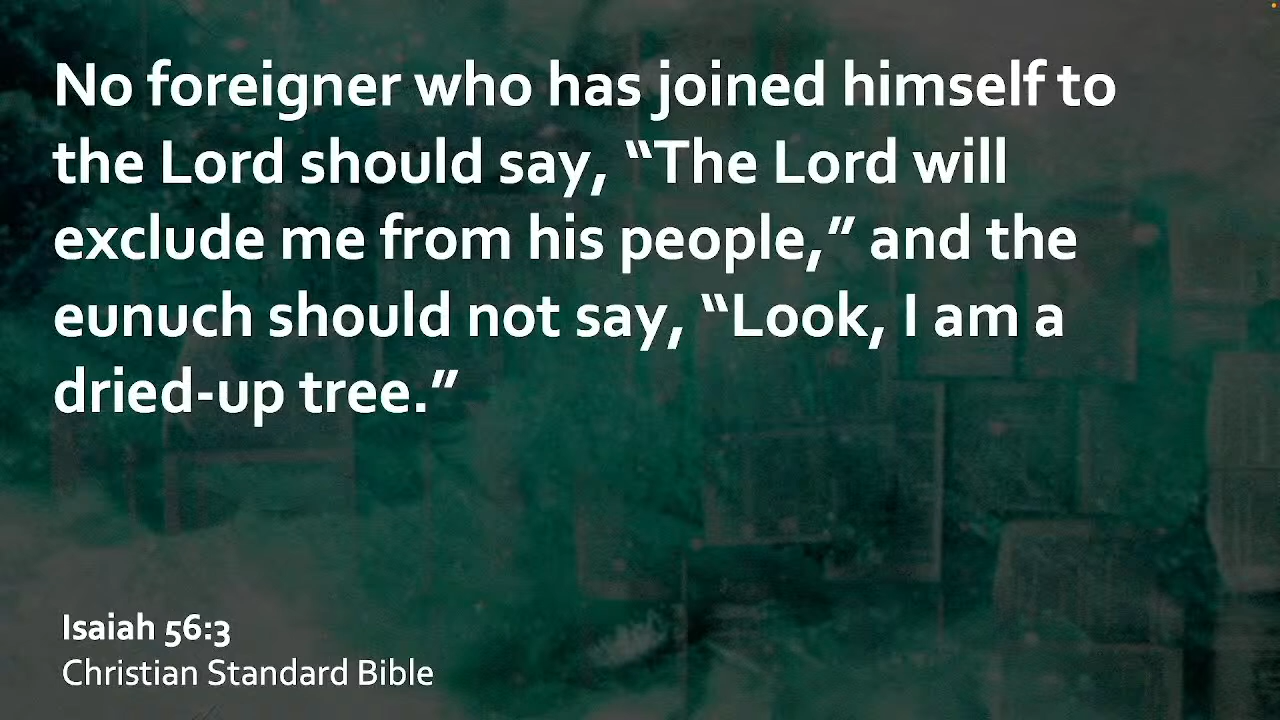 No foreigner who has joined himself to
the Lord should say, “The Lord will
exclude me from his people,” and the
eunuch should not say, “Look, I am a
dried-up tree.”
Isaiah 56:3
Christian Standard Bible